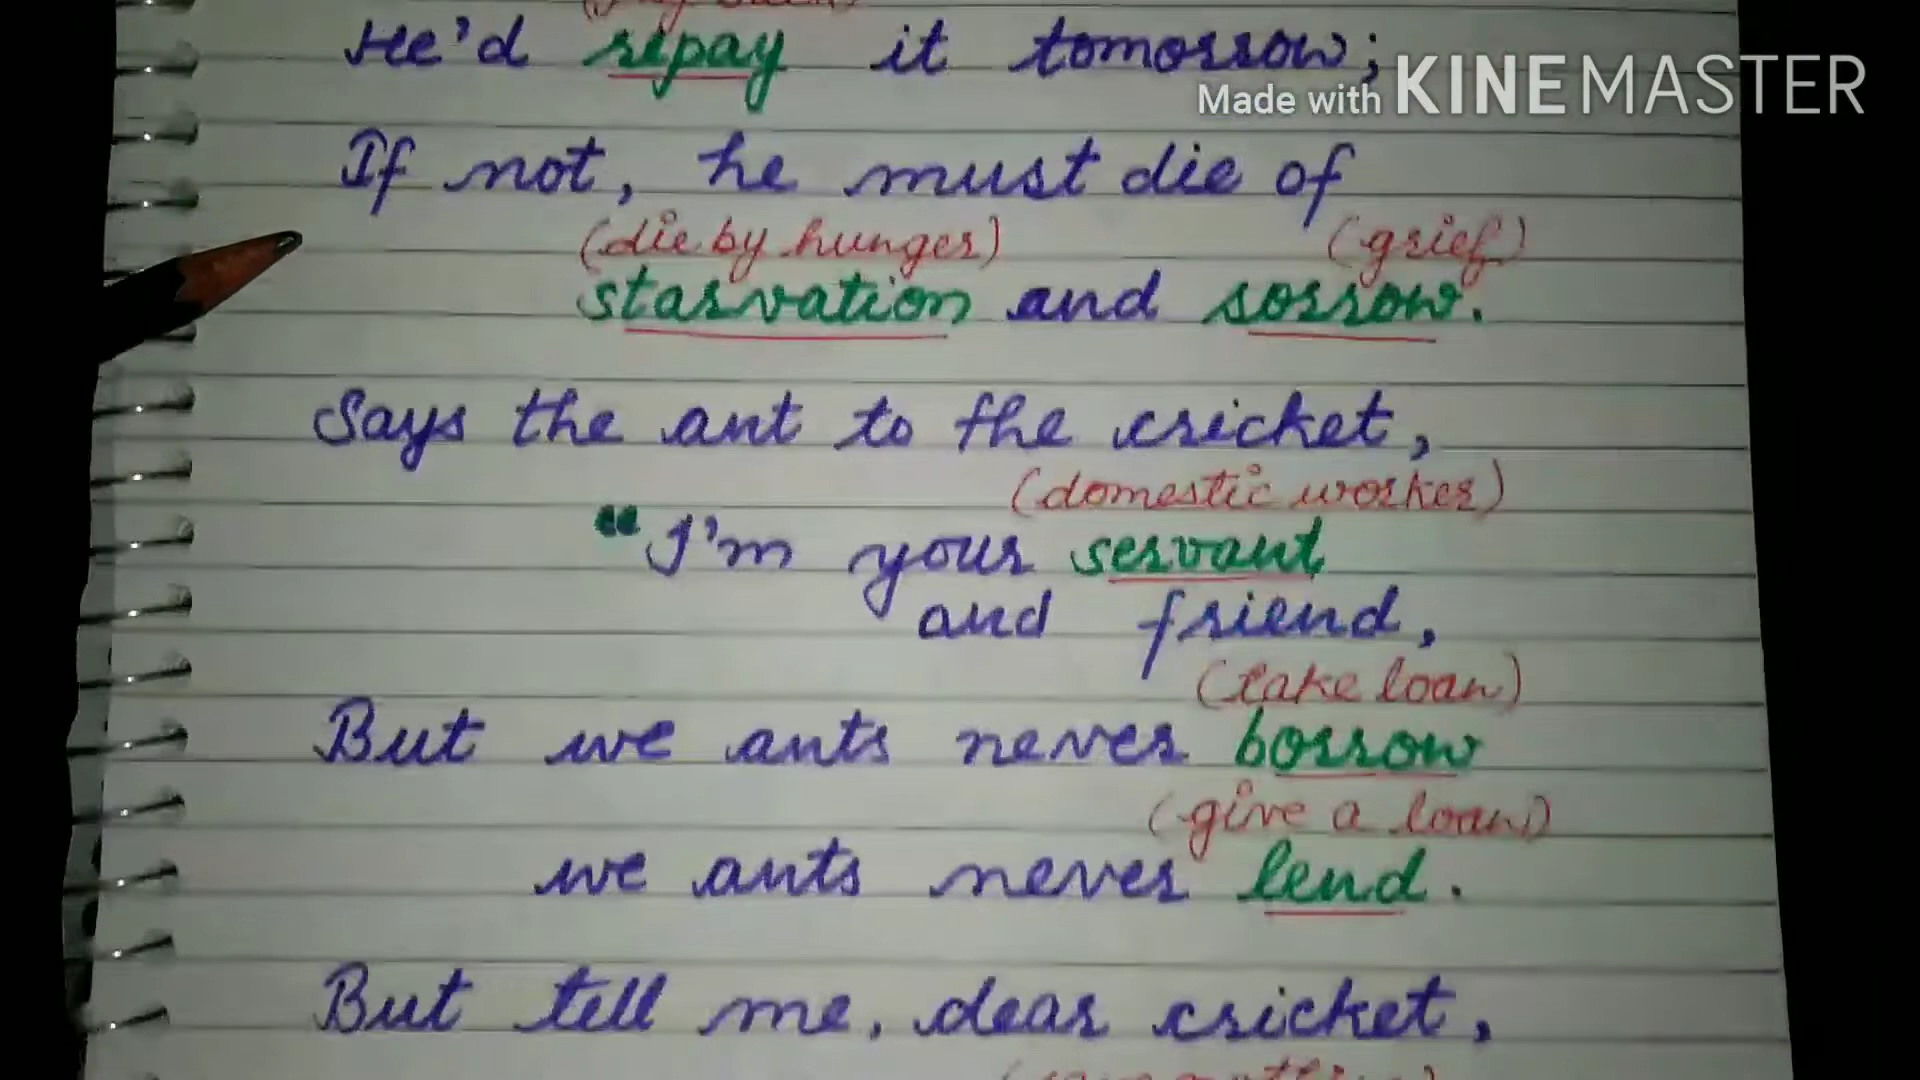 He'd repay it tomorrow;
Made with KINEMASTER
If not, he must die of
(die by hunger) (grief)
starvation and sorrow.
Says the ant to the cricket,
(domestic worker)
"I'm your servant
and friend,
(take loan)
But we ants never borrow
(give a loan)
we ants never lend.
But tell me, dear cricket,